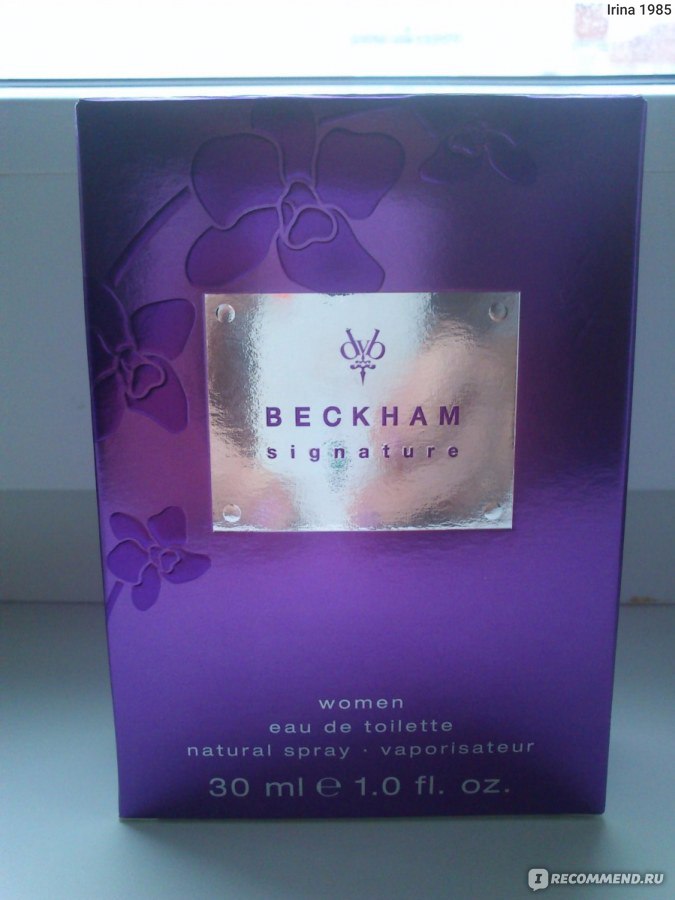 Irina 1985
dvb
BECKHAM
signature
women
eau de toilette
natural spray · vaporisateur
30 ml ℮ 1.0 fl. oz.
IRECOMMEND.RU